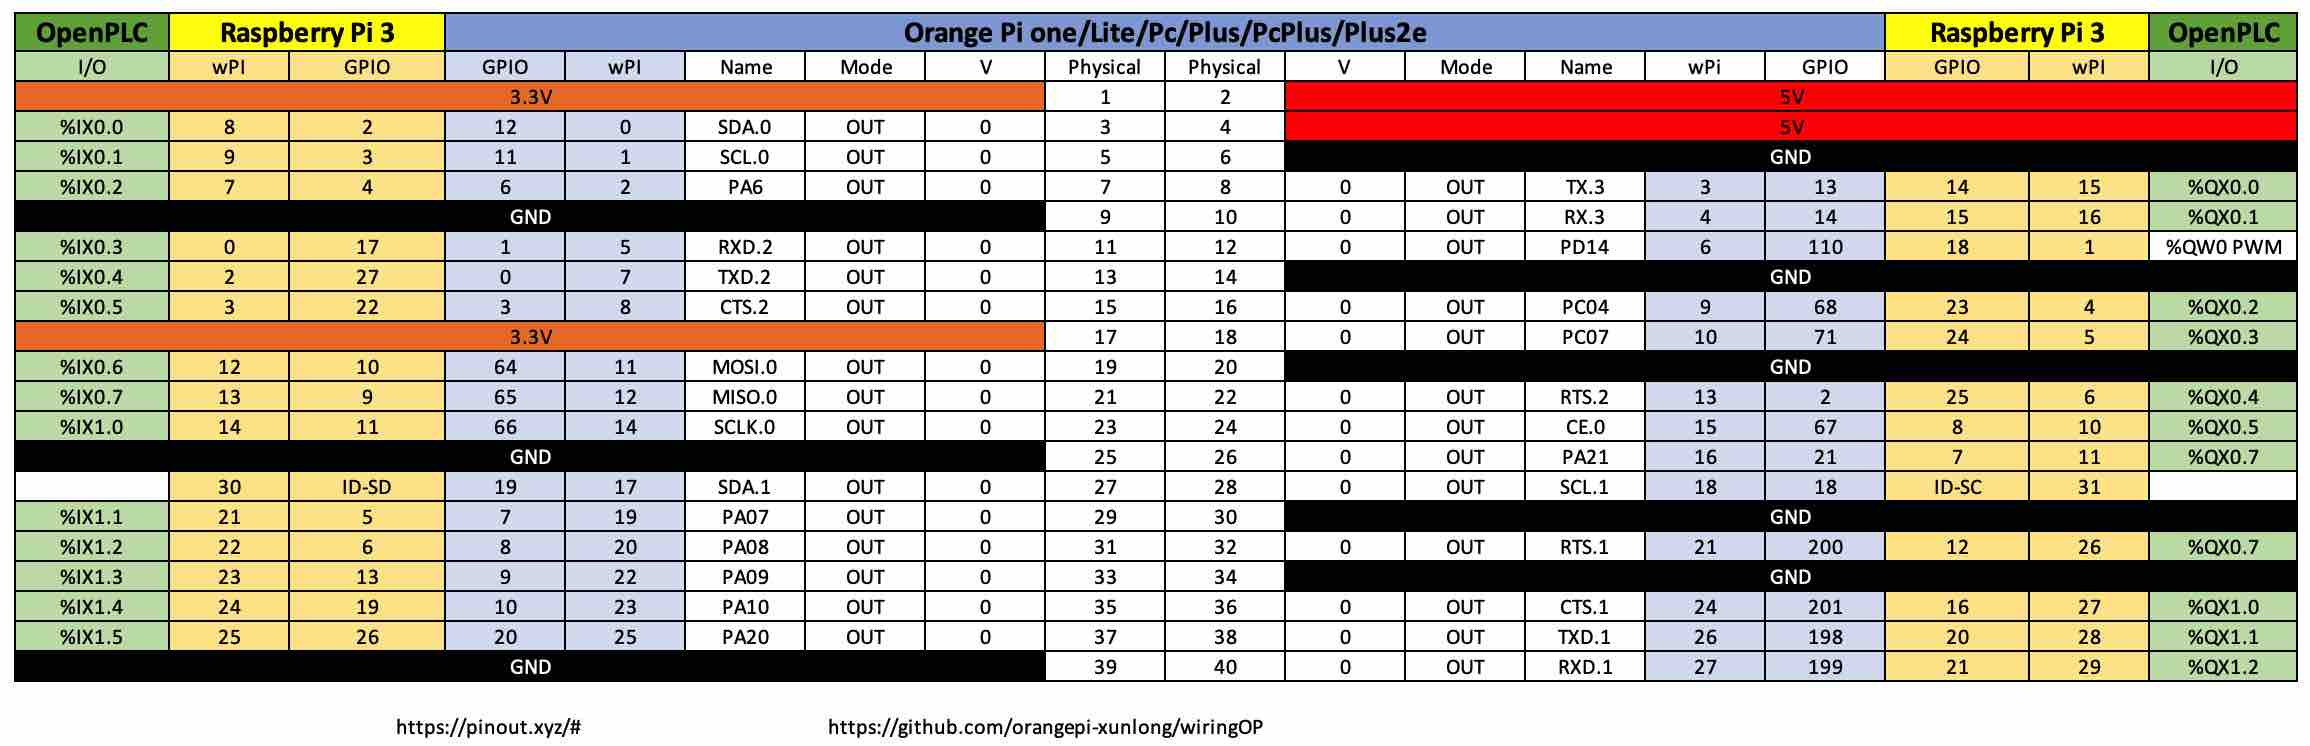 OpenPLC Raspberry Pi 3 Orange Pi one/Lite/Pc/Plus/PcPlus/Plus2e Raspberry Pi 3 OpenPLC
I/O wPI GPIO GPIO wPI Name Mode V Physical Physical V Mode Name wPi GPIO GPIO wPI I/O
3.3V 1 2 5V
%IX0.0 8 2 12 0 SDA.0 OUT 0 3 4 5V
%IX0.1 9 3 11 1 SCL.0 OUT 0 5 6 GND
%IX0.2 7 4 6 2 PA6 OUT 0 7 8 0 OUT TX.3 3 13 14 15 %QX0.0
GND 9 10 0 OUT RX.3 4 14 15 16 %QX0.1
%IX0.3 0 17 1 5 RXD.2 OUT 0 11 12 0 OUT PD14 6 110 18 1 %QW0 PWM
%IX0.4 2 27 0 7 TXD.2 OUT 0 13 14 GND
%IX0.5 3 22 3 8 CTS.2 OUT 0 15 16 0 OUT PC04 9 68 23 4 %QX0.2
3.3V 17 18 0 OUT PC07 10 71 24 5 %QX0.3
%IX0.6 12 10 64 11 MOSI.0 OUT 0 19 20 GND
%IX0.7 13 9 65 12 MISO.0 OUT 0 21 22 0 OUT RTS.2 13 2 25 6 %QX0.4
%IX1.0 14 11 66 14 SCLK.0 OUT 0 23 24 0 OUT CE.0 15 67 8 10 %QX0.5
GND 25 26 0 OUT PA21 16 21 7 11 %QX0.7
30 ID-SD 19 17 SDA.1 OUT 0 27 28 0 OUT SCL.1 18 18 ID-SC 31
%IX1.1 21 5 7 19 PA07 OUT 0 29 30 GND
%IX1.2 22 6 8 20 PA08 OUT 0 31 32 0 OUT RTS.1 21 200 12 26 %QX0.7
%IX1.3 23 13 9 22 PA09 OUT 0 33 34 GND
%IX1.4 24 19 10 23 PA10 OUT 0 35 36 0 OUT CTS.1 24 201 16 27 %QX1.0
%IX1.5 25 26 20 25 PA20 OUT 0 37 38 0 OUT TXD.1 26 198 20 28 %QX1.1
GND 39 40 0 OUT RXD.1 27 199 21 29 %QX1.2
https://pinout.xyz/# https://github.com/orangepi-xunlong/wiringOP